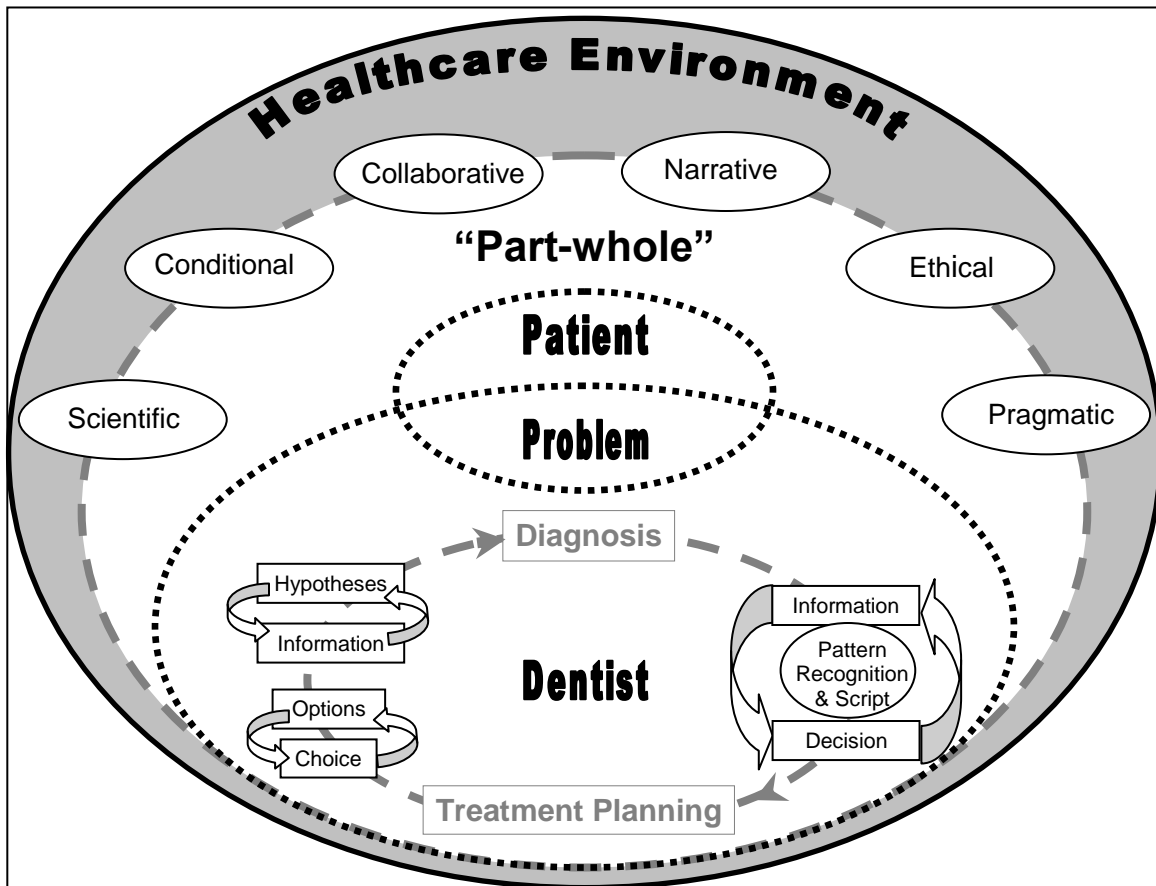 Healthcare Environment
Collaborative
Narrative
Conditional
“Part-whole”
Ethical
Patient
Scientific
Pragmatic
Problem
Diagnosis
Hypotheses
Information
Information
Pattern
Recognition
& Script
Dentist
Options
Choice
Decision
Treatment Planning